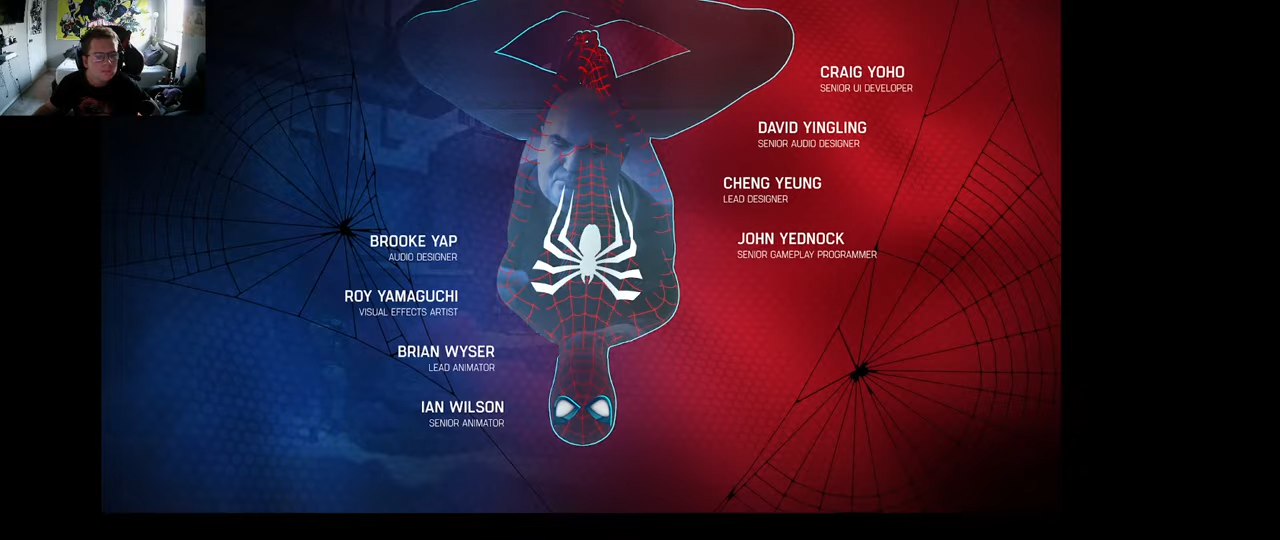 BROOKE YAP
AUDIO DESIGNER
ROY YAMAGUCHI
VISUAL EFFECTS ARTIST
BRIAN WYSER
LEAD ANIMATOR
IAN WILSON
SENIOR ANIMATOR
CRAIG YOHO
SENIOR UI DEVELOPER
DAVID YINGLING
SENIOR AUDIO DESIGNER
CHENG YEUNG
LEAD DESIGNER
JOHN YEDNOCK
SENIOR GAMEPLAY PROGRAMMER